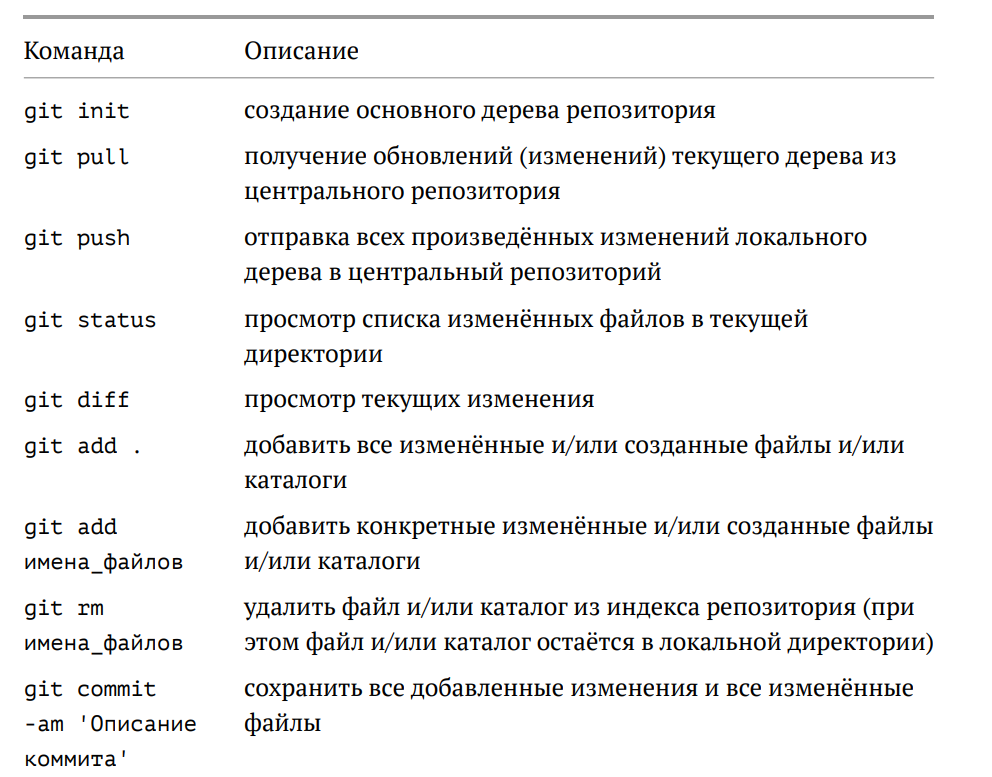 Команда Описание
git init создание основного дерева репозитория
git pull получение обновлений (изменений) текущего дерева из
центрального репозитория
git push отправка всех произведённых изменений локального
дерева в центральный репозиторий
git status просмотр списка изменённых файлов в текущей
директории
git diff просмотр текущих изменения
git add . добавить все изменённые и/или созданные файлы и/или
каталоги
git add добавить конкретные изменённые и/или созданные файлы
имена_файлов и/или каталоги
git rm удалить файл и/или каталог из индекса репозитория (при
имена_файлов этом файл и/или каталог остаётся в локальной директории)
git commit сохранить все добавленные изменения и все изменённые
-am 'Описание файлы
коммита'